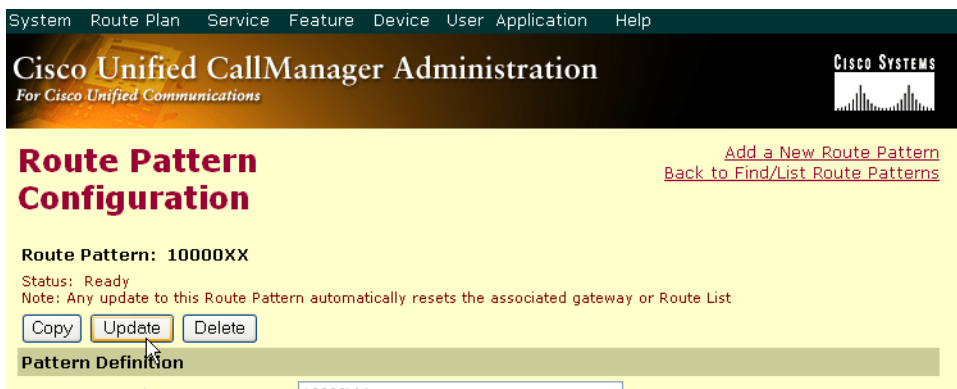 System Route Plan Service Feature Device User Application Help
Cisco Unified CallManager Administration
For Cisco Unified Communications
CISCO SYSTEMS
Route Pattern
Configuration
Add a New Route Pattern
Back to Find/List Route Patterns
Route Pattern: 10000XX
Status: Ready
Note: Any update to this Route Pattern automatically resets the associated gateway or Route List
Copy Update Delete
Pattern Definition